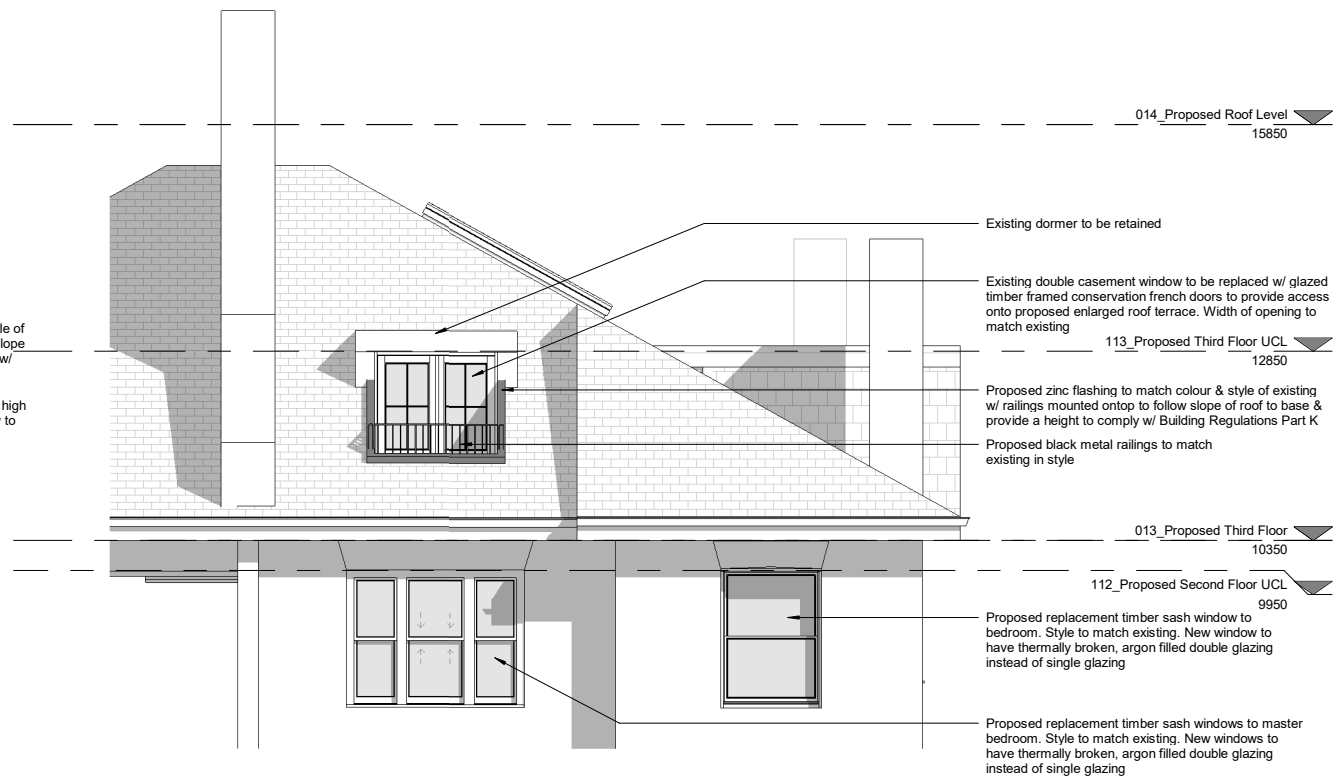 014_Proposed Roof Level
15850
Existing dormer to be retained
Existing double casement window to be replaced w/ glazed
timber framed conservation french doors to provide access
onto proposed enlarged roof terrace. Width of opening to
match existing
le of
lope
w/
113_Proposed Third Floor UCL
12850
high
to
Proposed zinc flashing to match colour & style of existing
w/ railings mounted ontop to follow slope of roof to base &
provide a height to comply w/ Building Regulations Part K
Proposed black metal railings to match
existing in style
013_Proposed Third Floor
10350
112_Proposed Second Floor UCL
9950
Proposed replacement timber sash window to
bedroom. Style to match existing. New window to
have thermally broken, argon filled double glazing
instead of single glazing
Proposed replacement timber sash windows to master
bedroom. Style to match existing. New windows to
have thermally broken, argon filled double glazing
instead of single glazing